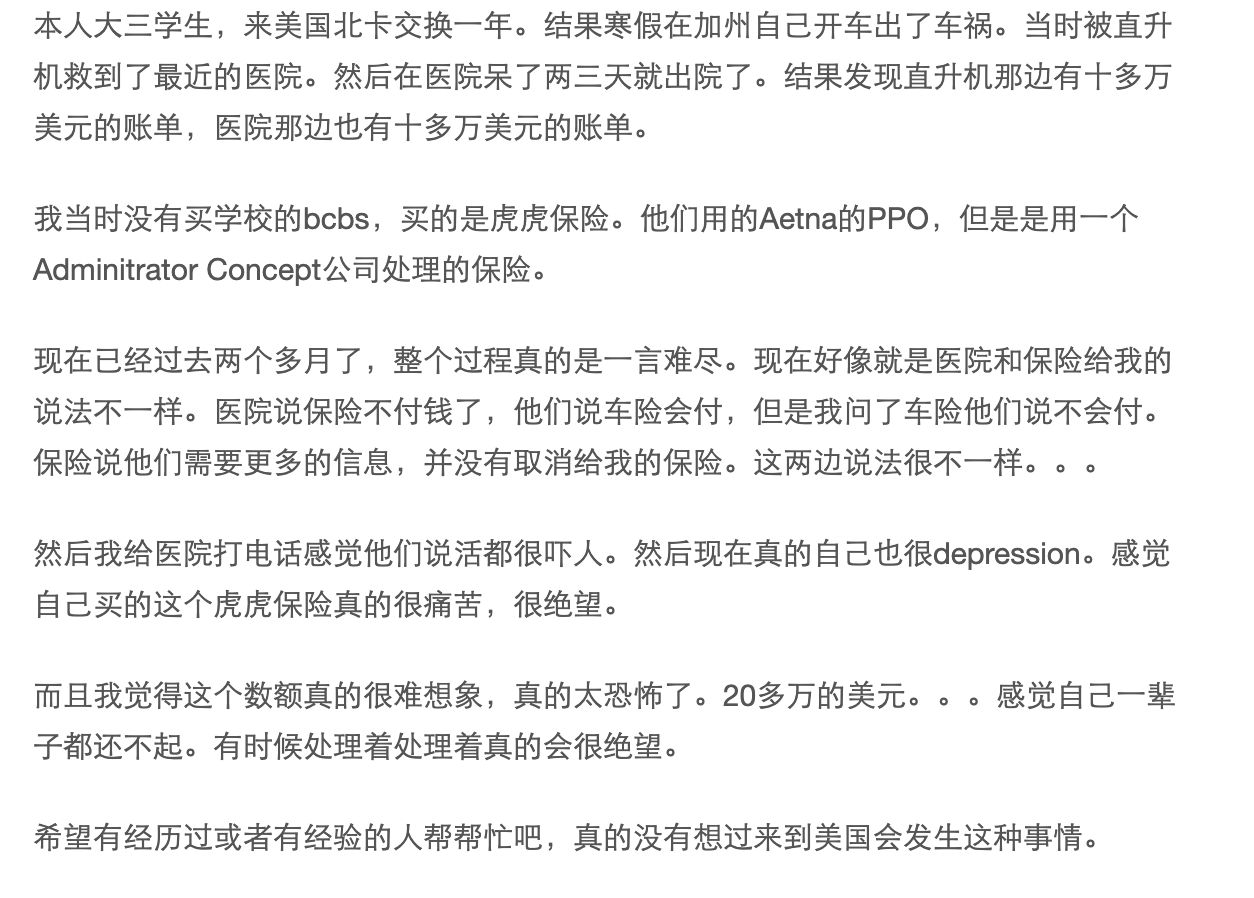 本人大三学生，来美国北卡交换一年。结果寒假在加州自己开车出了车祸。当时被直升
机救到了最近的医院。然后在医院呆了两三天就出院了。结果发现直升机那边有十多万
美元的账单，医院那边也有十多万美元的账单。
我当时没有买学校的bcbs，买的是虎虎保险。他们用的Aetna的PPO，但是是用一个
Adminitrator Concept公司处理的保险。
现在已经过去两个多月了，整个过程真的是一言难尽。现在好像就是医院和保险给我的
说法不一样。医院说保险不付钱了，他们说车险会付，但是我问了车险他们说不会付。
保险说他们需要更多的信息，并没有取消给我的保险。这两边说法很不一样。。。
然后我给医院打电话感觉他们说活都很吓人。然后现在真的自己也很depression。感觉
自己买的这个虎虎保险真的很痛苦，很绝望。
而且我觉得这个数额真的很难想象，真的太恐怖了。20多万的美元。。。感觉自己一辈
子都还不起。有时候处理着处理着真的会很绝望。
希望有经历过或者有经验的人帮帮忙吧，真的没有想过来到美国会发生这种事情。